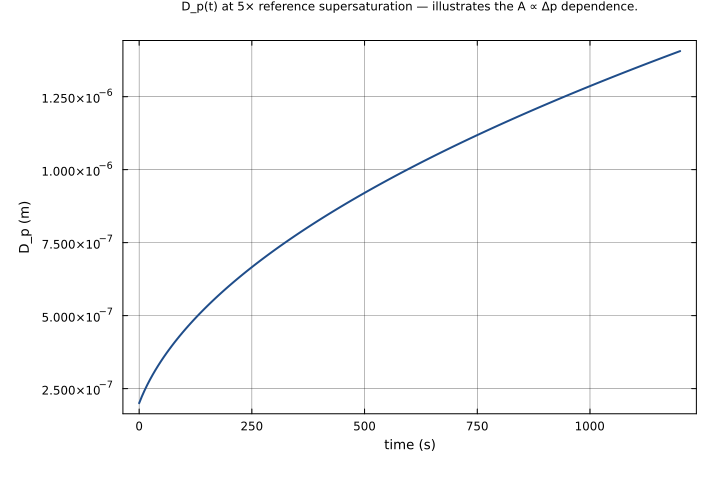 D_p(t) at 5× reference supersaturation — illustrates the A ∝ Δp dependence.
1.250×10⁻⁶
1.000×10⁻⁶
7.500×10⁻⁷
5.000×10⁻⁷
2.500×10⁻⁷
D_p (m)
0 250 500 750 1000
time (s)